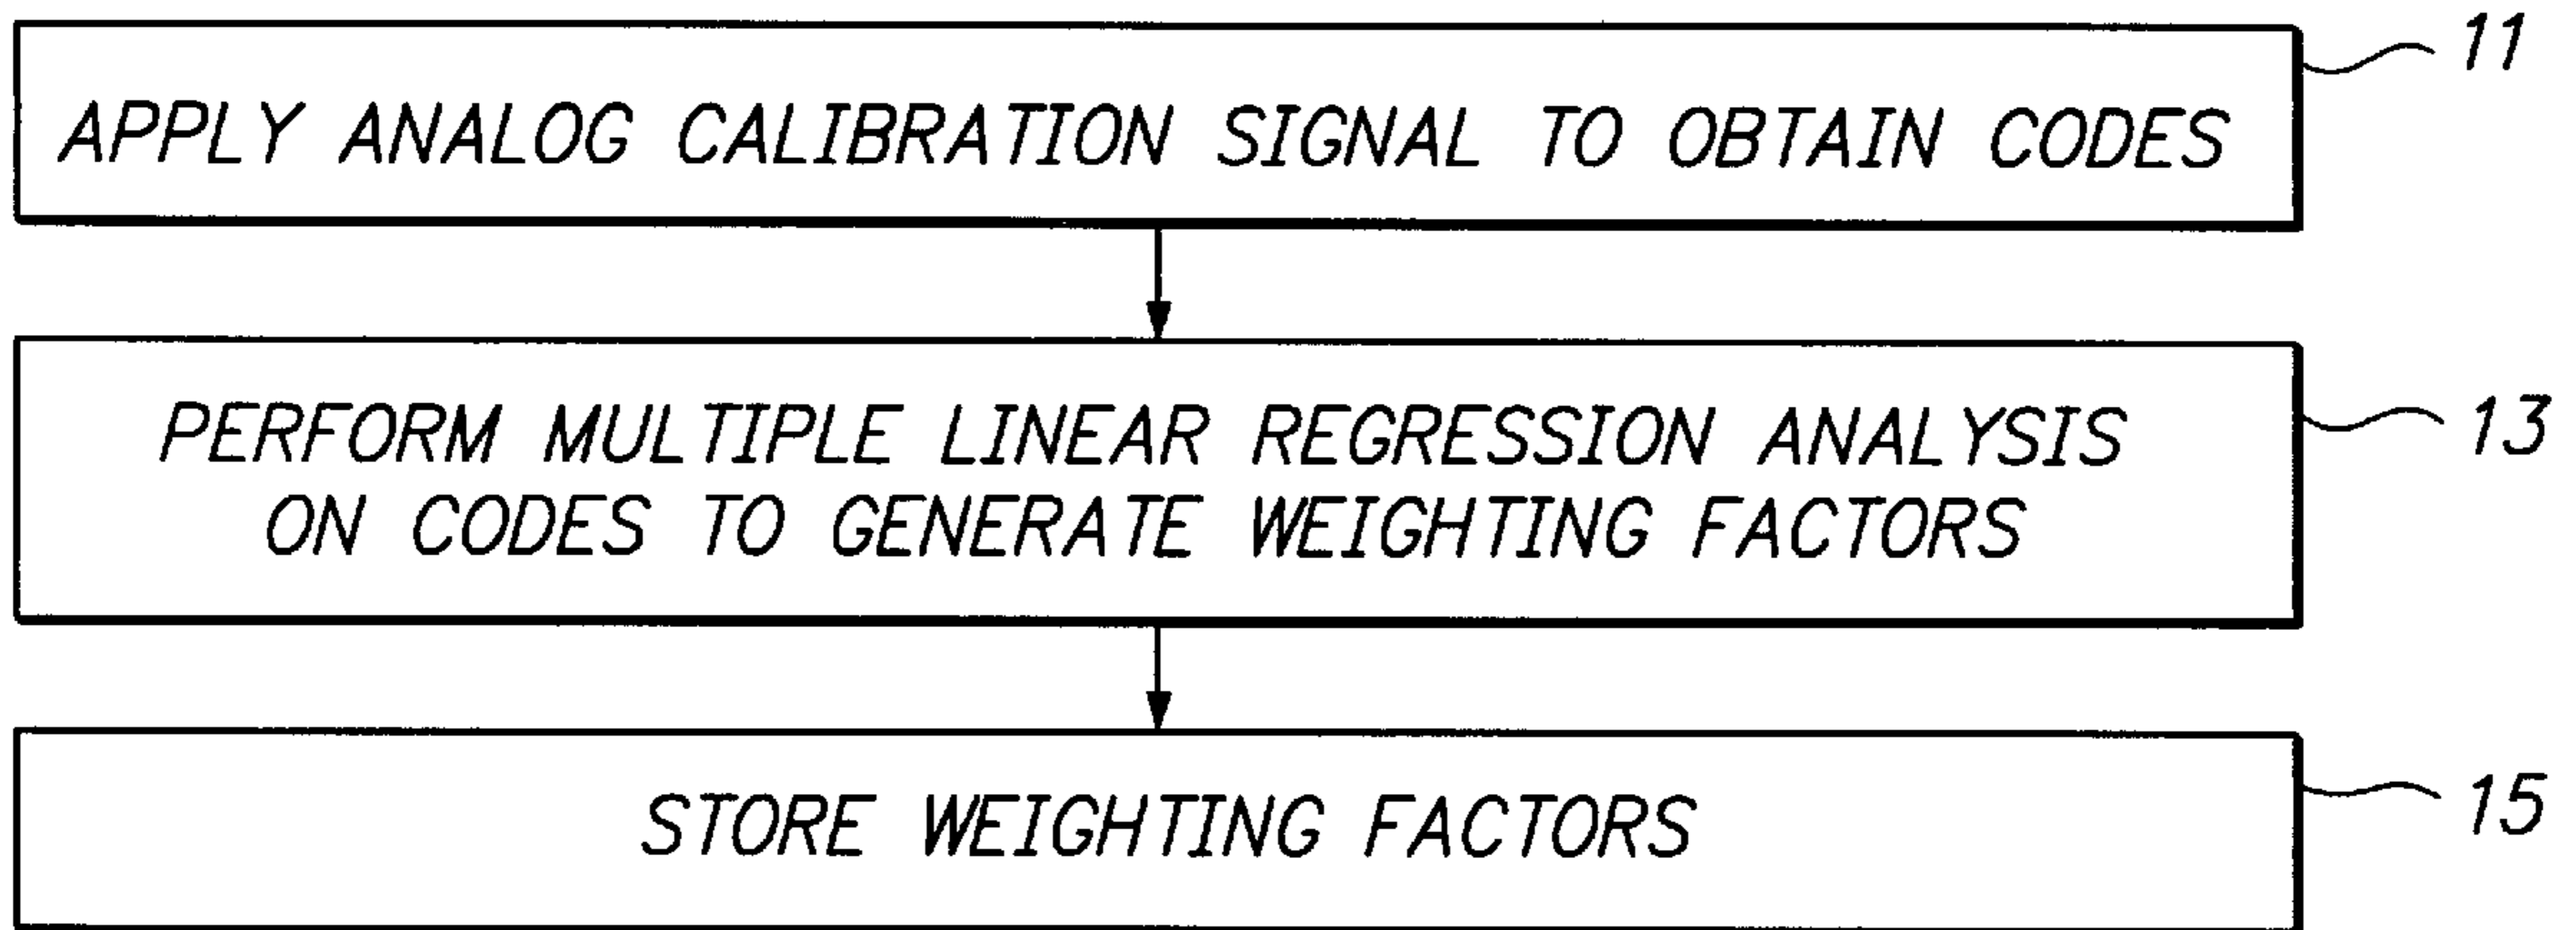 11
APPLY ANALOG CALIBRATION SIGNAL TO OBTAIN CODES
PERFORM MULTIPLE LINEAR REGRESSION ANALYSIS
13
ON CODES TO GENERATE WEIGHTING FACTORS
STORE WEIGHTING FACTORS
15